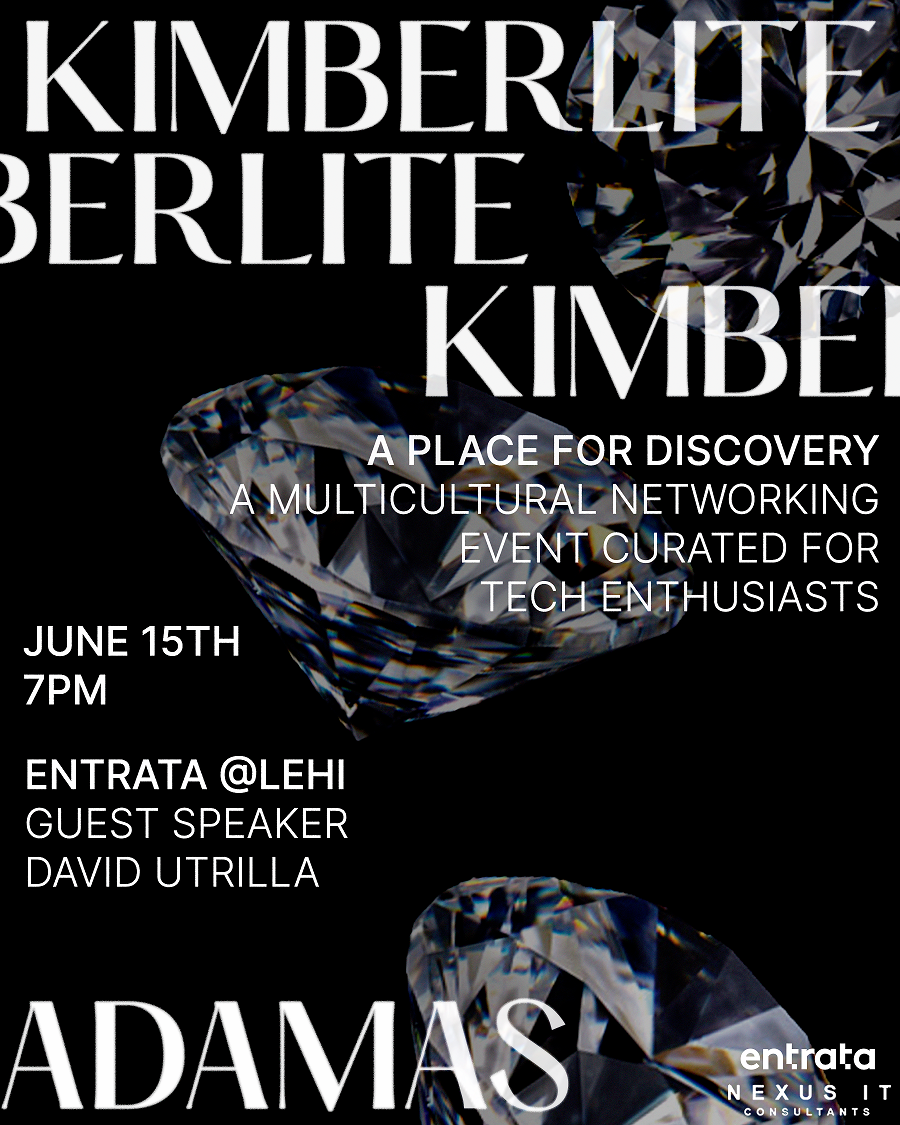 KIMBERLITE
BERLITE
KIMBE
A PLACE FOR DISCOVERY
A MULTICULTURAL NETWORKING
EVENT CURATED FOR
TECH ENTHUSIASTS
JUNE 15TH
7PM
ENTRATA @LEHI
GUEST SPEAKER
DAVID UTRILLA
ADAMAS
entrata
NEXUS IT
CONSULTANTS